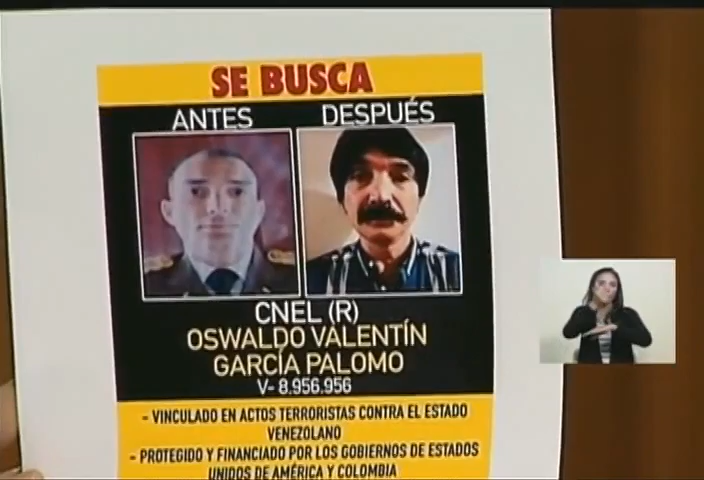 SE BUSCA
ANTES DESPUÉS
CNEL (R)
OSWALDO VALENTÍN
GARCÍA PALOMO
V- 8.956.956
- VINCULADO EN ACTOS TERRORISTAS CONTRA EL ESTADO
VENEZOLANO
- PROTEGIDO Y FINANCIADO POR LOS GOBIERNOS DE ESTADOS
UNIDOS DE AMÉRICA Y COLOMBIA